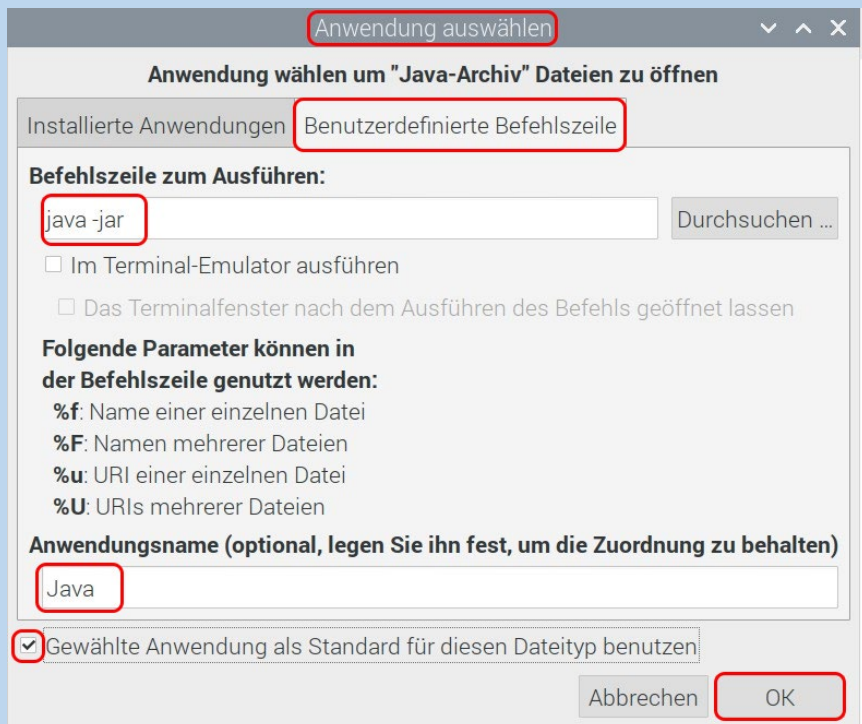 Anwendung auswählen
Anwendung wählen um "Java-Archiv" Dateien zu öffnen
Installierte Anwendungen Benutzerdefinierte Befehlszeile
Befehlszeile zum Ausführen:
java -jar Durchsuchen ...
Im Terminal-Emulator ausführen
Das Terminalfenster nach dem Ausführen des Befehls geöffnet lassen
Folgende Parameter können in
der Befehlszeile genutzt werden:
%f: Name einer einzelnen Datei
%F: Namen mehrerer Dateien
%u: URI einer einzelnen Datei
%U: URIs mehrerer Dateien
Anwendungsname (optional, legen Sie ihn fest, um die Zuordnung zu behalten)
Java
Gewählte Anwendung als Standard für diesen Dateityp benutzen
Abbrechen OK